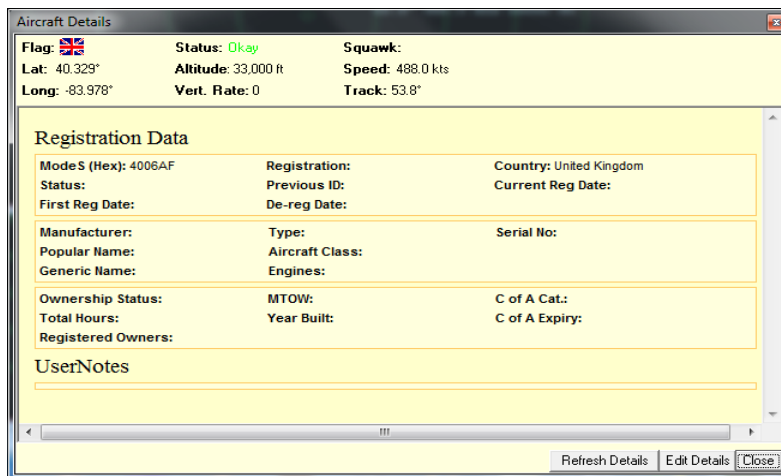 Aircraft Details
Flag: Status: Okay Squawk:
Lat: 40.329° Altitude: 33,000 ft Speed: 488.0 kts
Long: -83.978° Vert. Rate: 0 Track: 53.8°
Registration Data
ModeS (Hex): 4006AF Registration: Country: United Kingdom
Status: Previous ID: Current Reg Date:
First Reg Date: De-reg Date:
Manufacturer: Type: Serial No:
Popular Name: Aircraft Class:
Generic Name: Engines:
Ownership Status: MTOW: C of A Cat.:
Total Hours: Year Built: C of A Expiry:
Registered Owners:
UserNotes
Refresh Details Edit Details Close